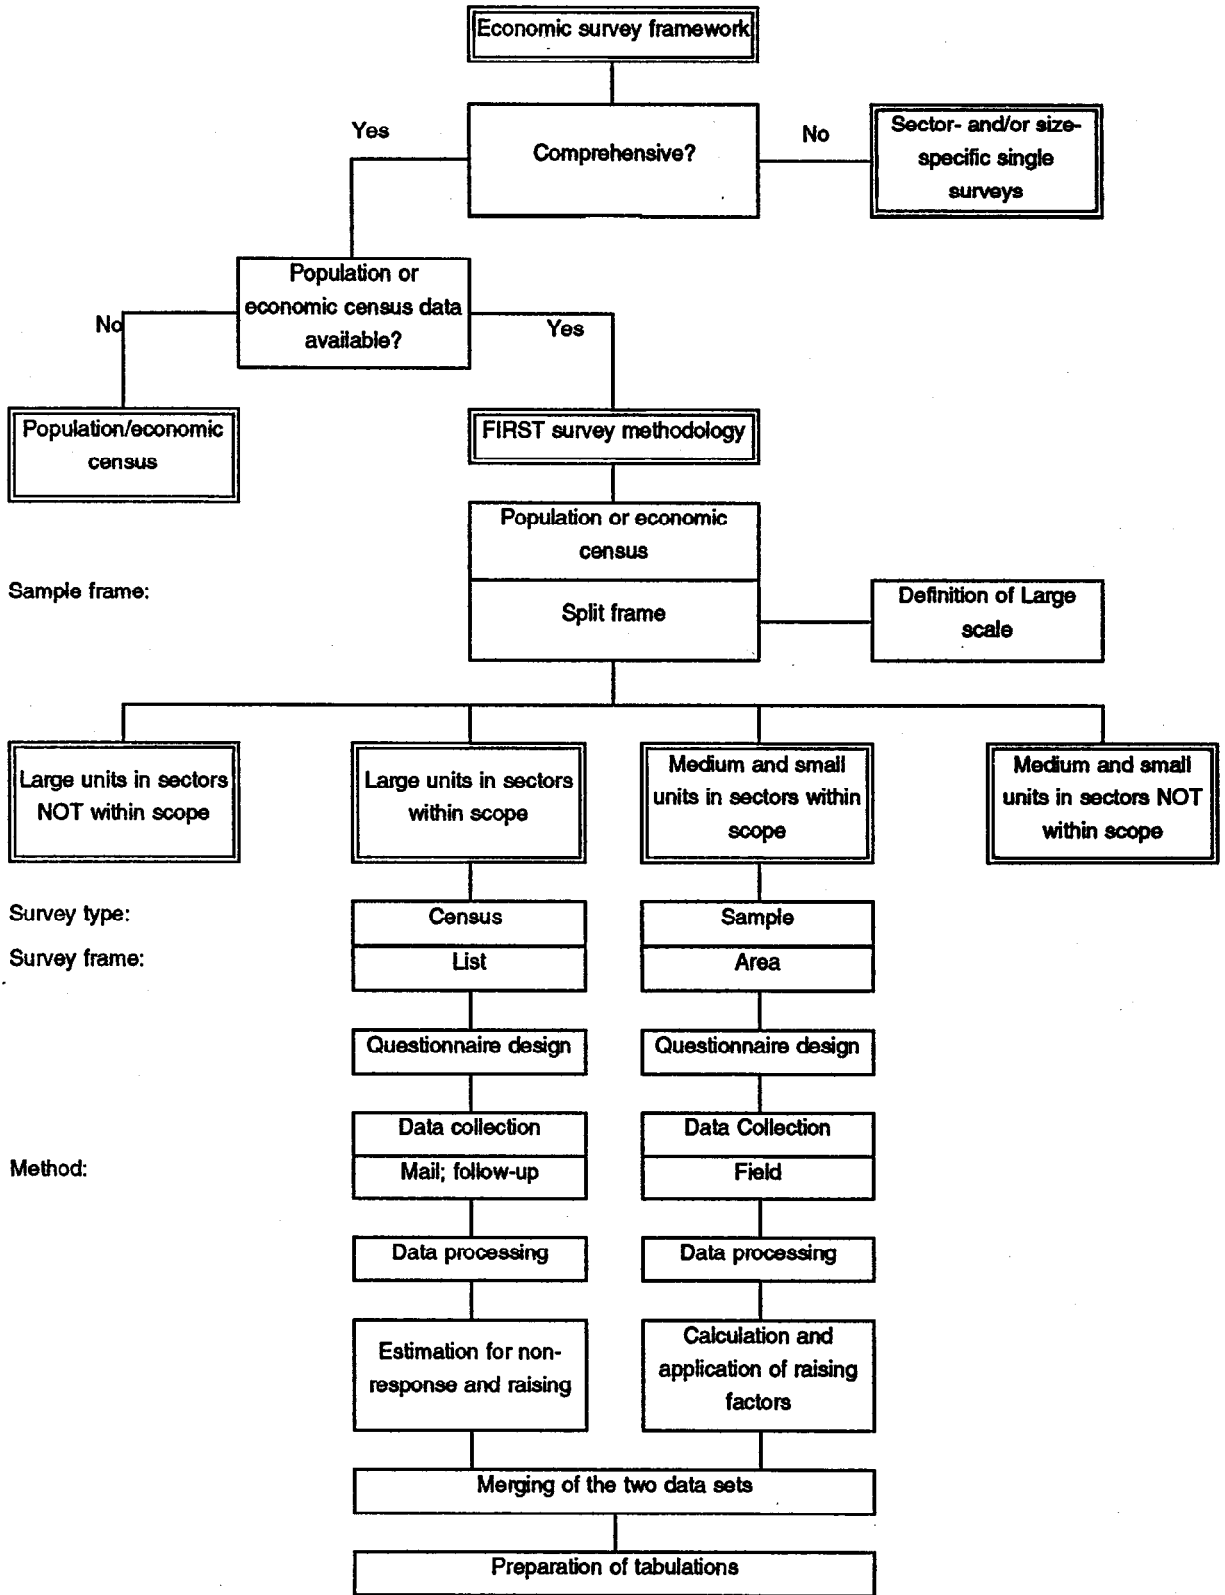 Economic survey framework
Yes
Comprehensive?
No
Sector- and/or size-
specific single
surveys
Population or
economic census data
available?
No
Yes
Population/economic
census
FIRST survey methodology
Population or economic
census
Sample frame:
Split frame
Definition of Large
scale
Large units in sectors
NOT within scope
Large units in sectors
within scope
Medium and small
units in sectors within
scope
Medium and small
units in sectors NOT
within scope
Survey type:
Census
Sample
Survey frame:
List
Area
Questionnaire design
Questionnaire design
Data collection
Data Collection
Method:
Mail; follow-up
Field
Data processing
Data processing
Estimation for non-
response and raising
Calculation and
application of raising
factors
Merging of the two data sets
Preparation of tabulations